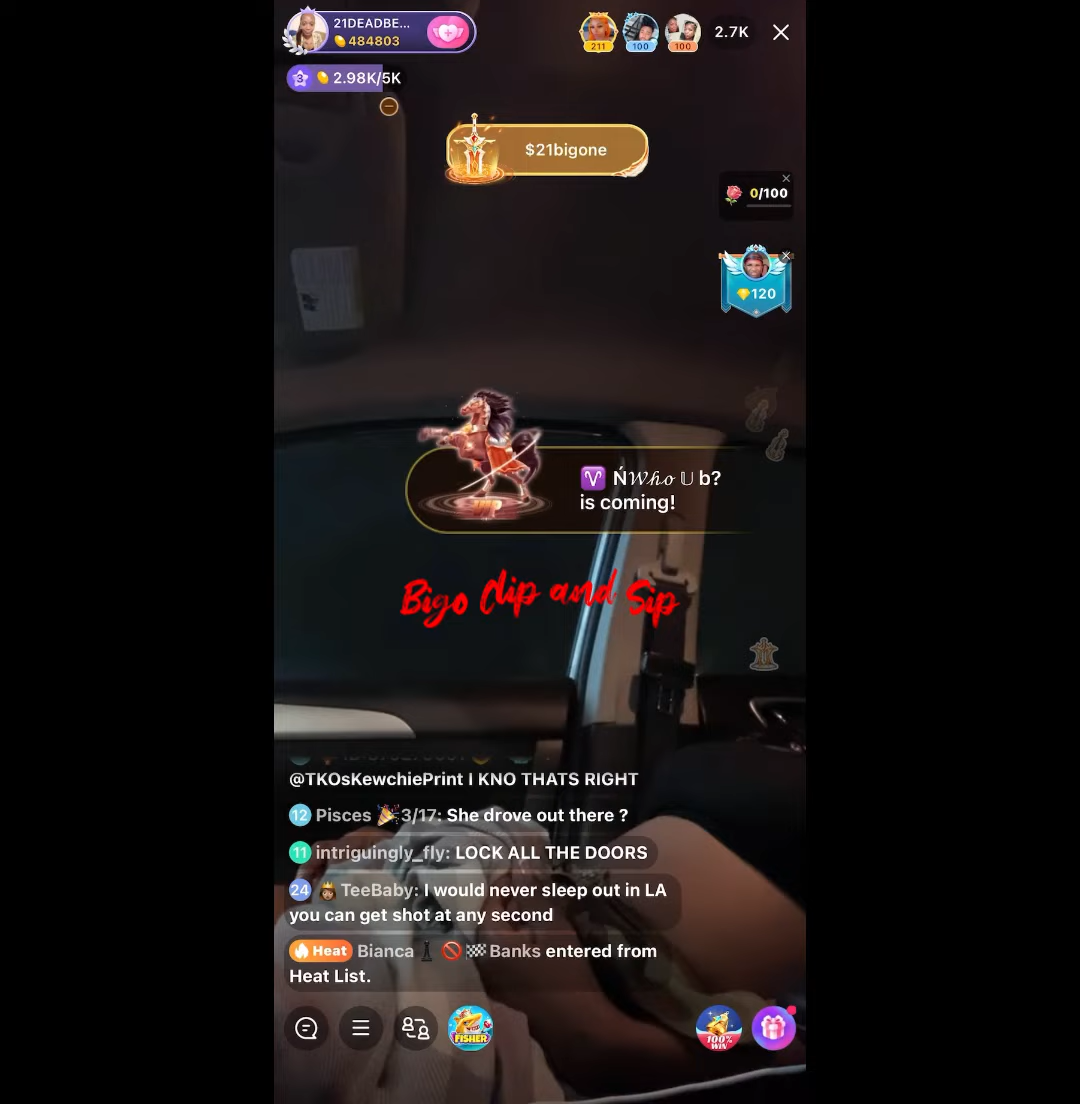 21DEADBE...
484803
211
100
100
2.7K
3 2.98K/5K
$21bigone
0/100
120
♈ Ń𝓦𝓱𝓸 𝕌 b?
is coming!
Bigo Clip and Sip
@TKOsKewchiePrint I KNO THATS RIGHT
12 Pisces 🎉3/17: She drove out there ?
11 intriguingly_fly: LOCK ALL THE DOORS
24 👸🏽 TeeBaby: I would never sleep out in LA
you can get shot at any second
🔥 Heat Bianca♟️🚫🏁Banks entered from
Heat List.
FISHER
100%
WIN